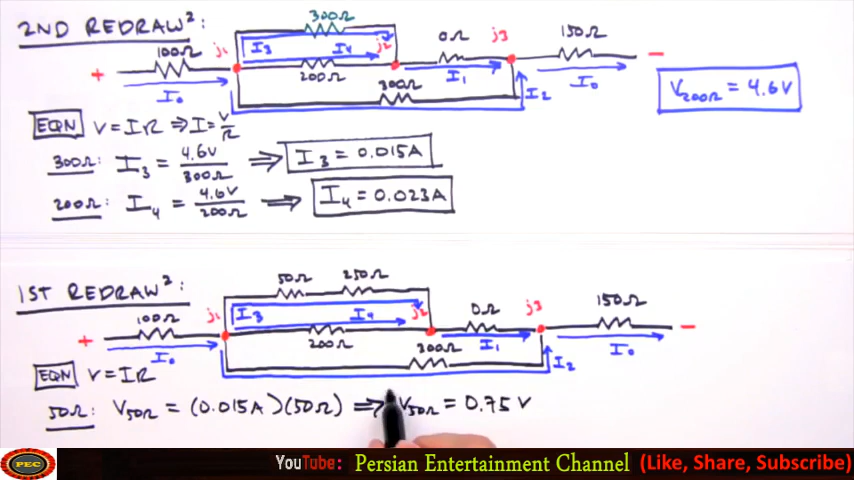 2ND REDRAW²:
300Ω
100Ω j₁ I₃ I₄ j₂ 0Ω j₃ 150Ω
+ −
200Ω
I₀ I₁ I₀
300Ω I₂
V₂₀₀Ω = 4.6V
EQN V = IR ⇒ I = V/R
300Ω: I₃ = 4.6V/300Ω ⇒ I₃ = 0.015A
200Ω: I₄ = 4.6V/200Ω ⇒ I₄ = 0.023A
1ST REDRAW²:
50Ω 250Ω
100Ω j₁ I₃ I₄ j₂ 0Ω j₃ 150Ω
+ −
200Ω
I₀ I₁ I₀
300Ω I₂
EQN V = IR
50Ω: V₅₀Ω = (0.015A)(50Ω) ⇒ V₅₀Ω = 0.75 V
PEC YouTube: Persian Entertainment Channel (Like, Share, Subscribe)